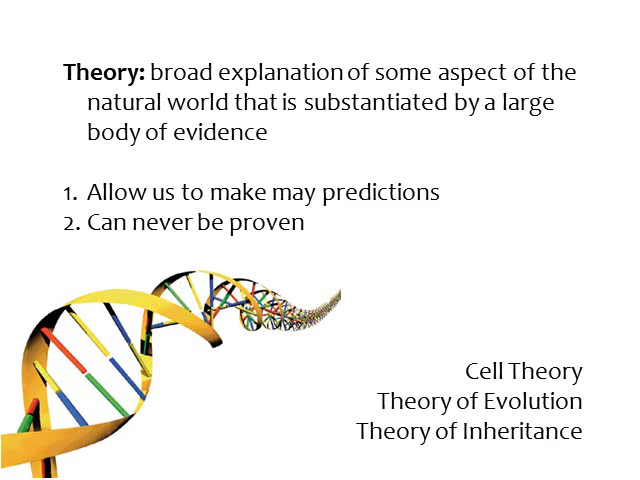 Theory: broad explanation of some aspect of the
natural world that is substantiated by a large
body of evidence
1. Allow us to make may predictions
2. Can never be proven
Cell Theory
Theory of Evolution
Theory of Inheritance